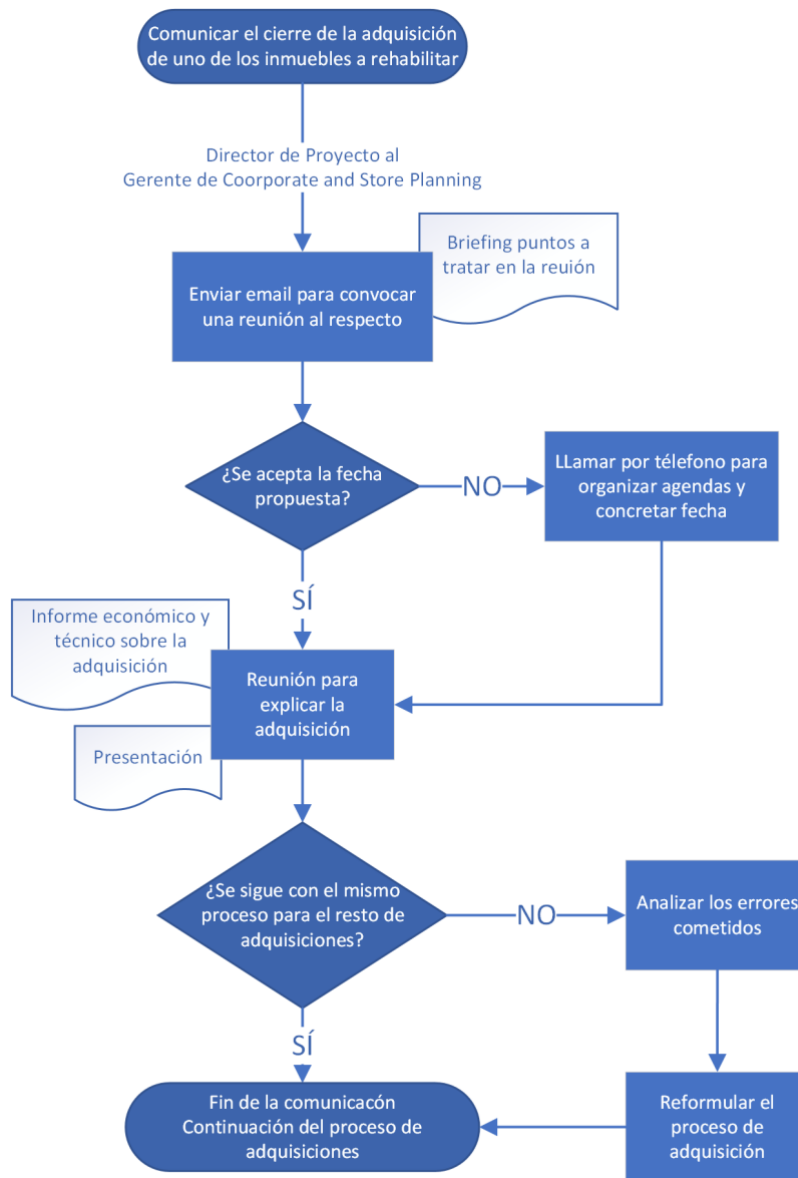 Comunicar el cierre de la adquisición
de uno de los inmuebles a rehabilitar
Director de Proyecto al
Gerente de Coorporate and Store Planning
Briefing puntos a
tratar en la reuión
Enviar email para convocar
una reunión al respecto
¿Se acepta la fecha
propuesta?
NO
LLamar por télefono para
organizar agendas y
concretar fecha
SÍ
Informe económico y
técnico sobre la
adquisición
Reunión para
explicar la
adquisición
Presentación
¿Se sigue con el mismo
proceso para el resto de
adquisiciones?
NO
Analizar los errores
cometidos
SÍ
Fin de la comunicacón
Continuación del proceso de
adquisiciones
Reformular el
proceso de
adquisición